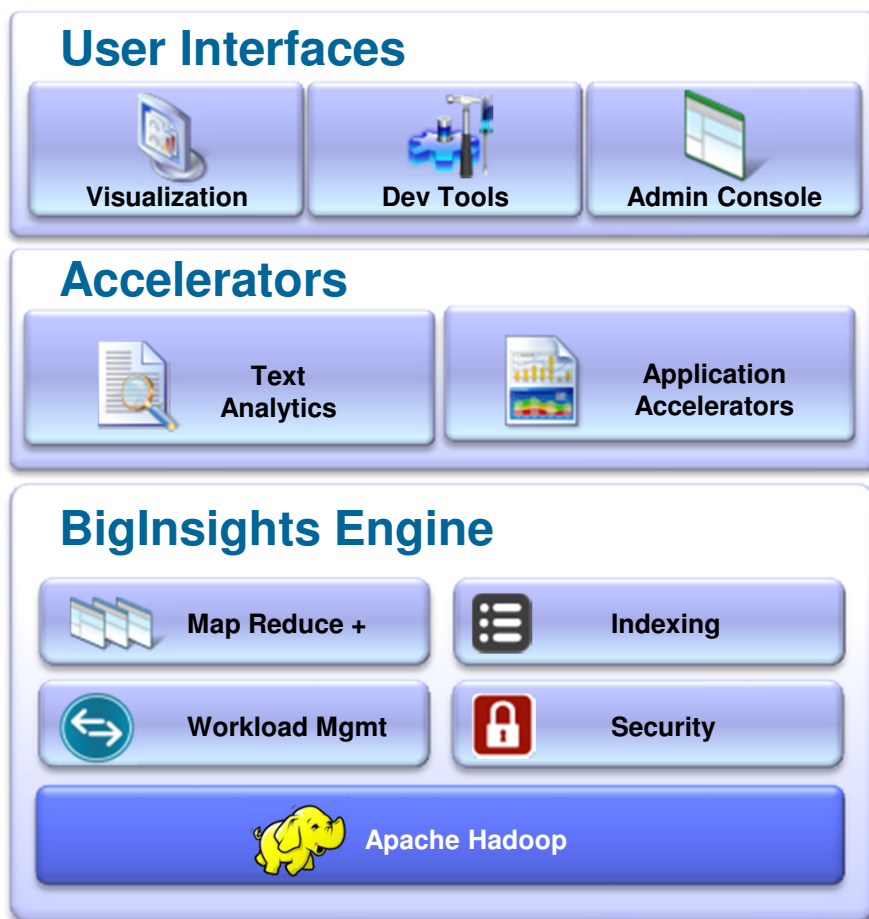 User Interfaces
Visualization
Dev Tools
Admin Console
Accelerators
Text
Analytics
Application
Accelerators
BigInsights Engine
Map Reduce +
Indexing
Workload Mgmt
Security
Apache Hadoop